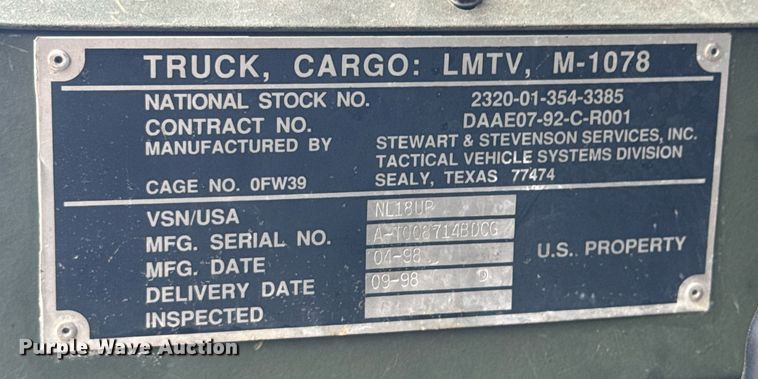 TRUCK, CARGO: LMTV, M-1078
NATIONAL STOCK NO. 2320-01-354-3385
CONTRACT NO. DAAE07-92-C-R001
MANUFACTURED BY STEWART & STEVENSON SERVICES, INC.
TACTICAL VEHICLE SYSTEMS DIVISION
CAGE NO. 0FW39 SEALY, TEXAS 77474
VSN/USA NL18UP
MFG. SERIAL NO. A-T008714BDCG
MFG. DATE 04-98 U.S. PROPERTY
DELIVERY DATE 09-98
INSPECTED
Purple Wave Auction